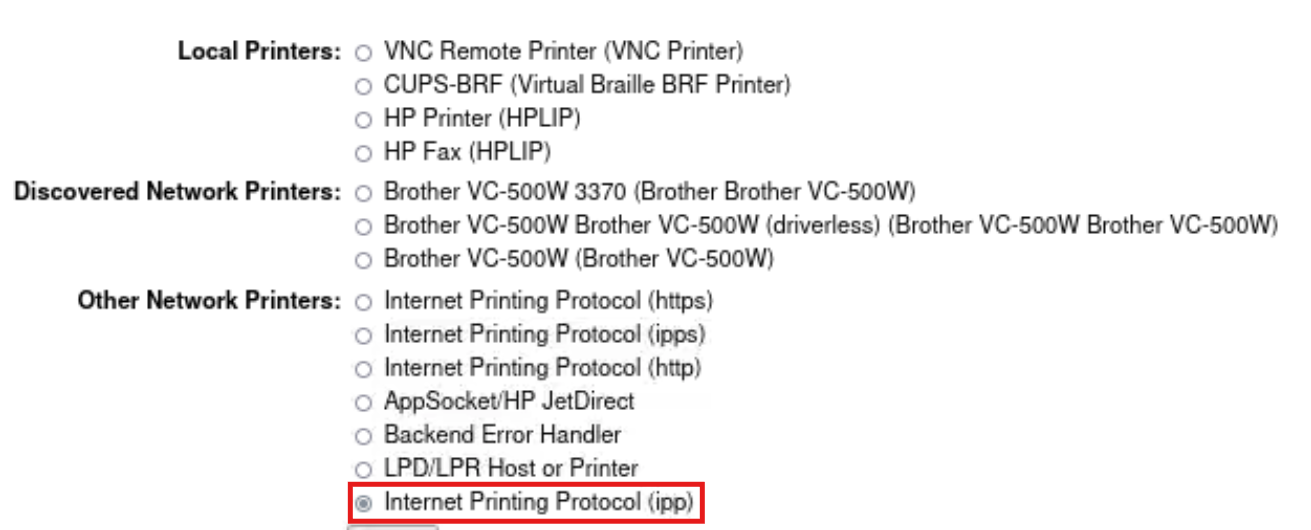 Local Printers: VNC Remote Printer (VNC Printer)
CUPS-BRF (Virtual Braille BRF Printer)
HP Printer (HPLIP)
HP Fax (HPLIP)
Discovered Network Printers: Brother VC-500W 3370 (Brother Brother VC-500W)
Brother VC-500W Brother VC-500W (driverless) (Brother VC-500W Brother VC-500W)
Brother VC-500W (Brother VC-500W)
Other Network Printers: Internet Printing Protocol (https)
Internet Printing Protocol (ipps)
Internet Printing Protocol (http)
AppSocket/HP JetDirect
Backend Error Handler
LPD/LPR Host or Printer
Internet Printing Protocol (ipp)